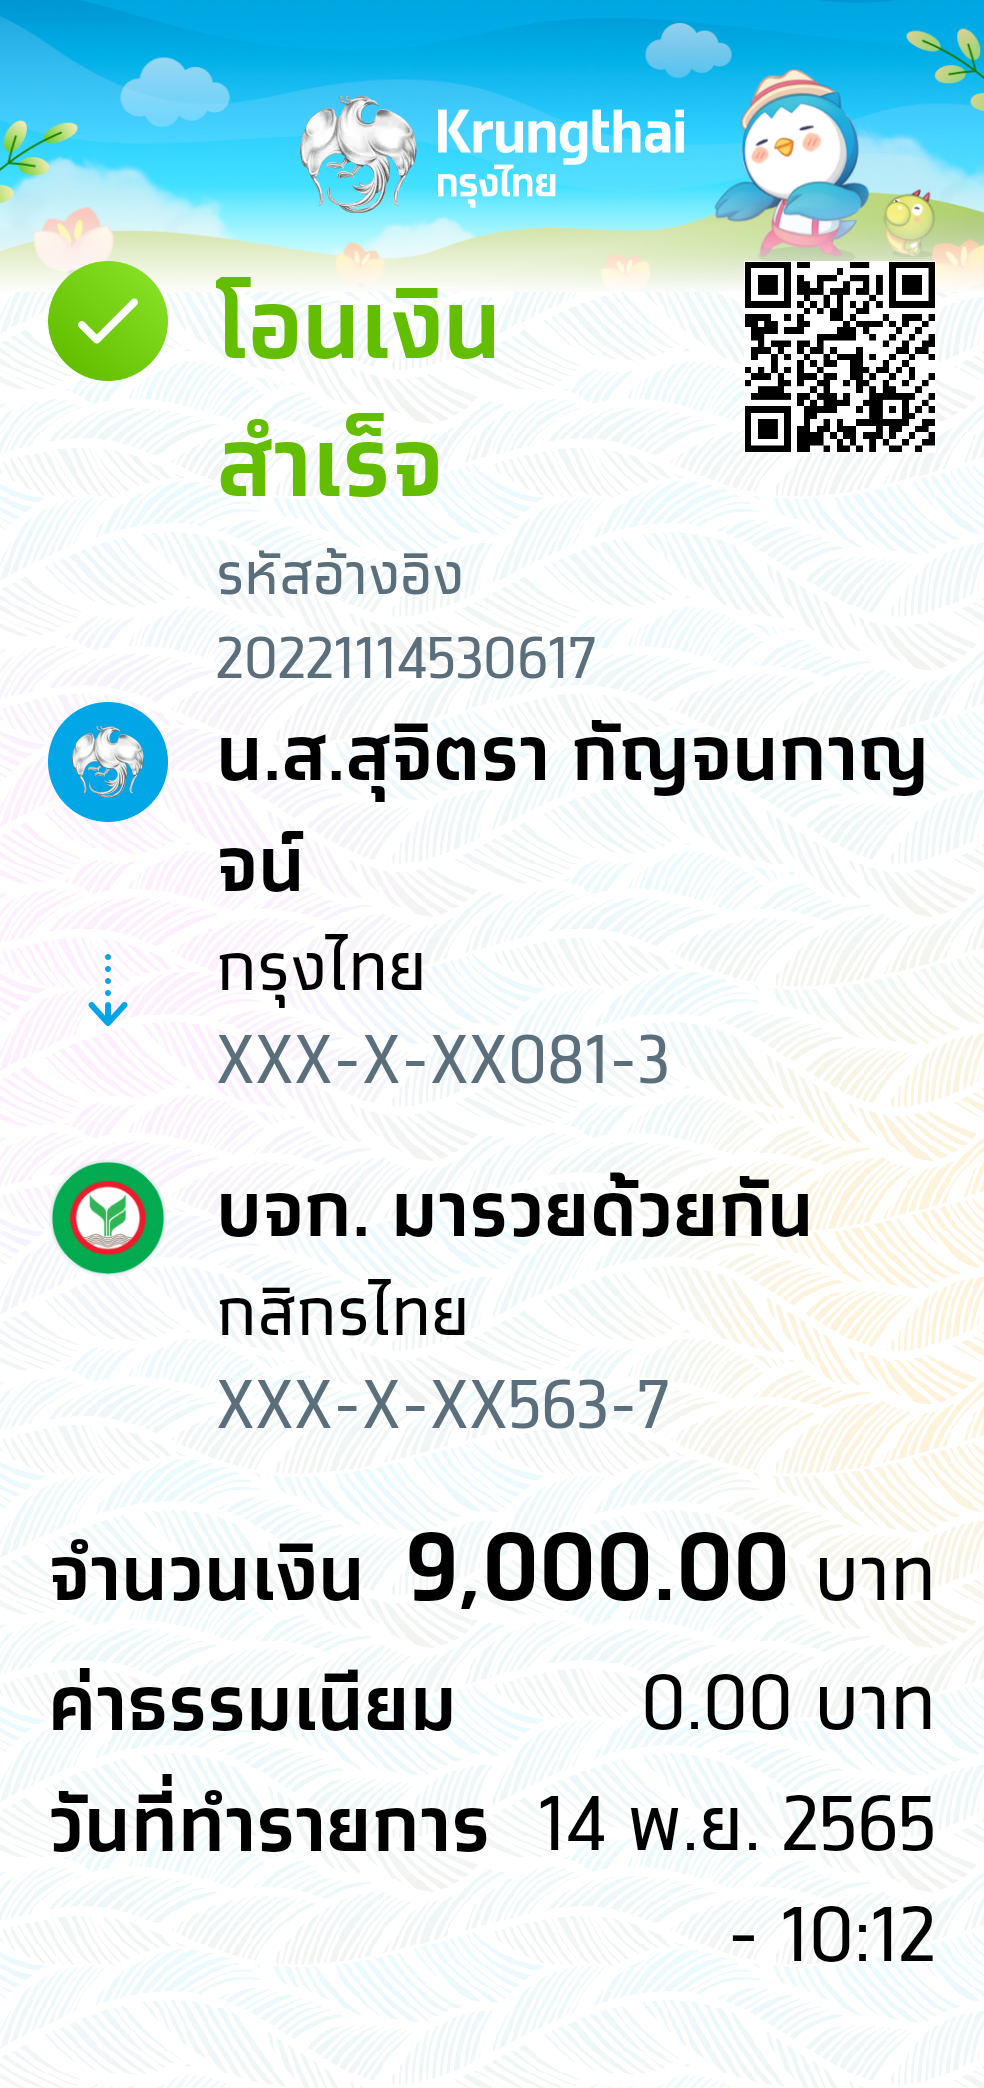 Krungthai
กรุงไทย
โอนเงิน
สำเร็จ
รหัสอ้างอิง
20221114530617
น.ส.สุจิตรา กัญจนกาญ
จน์
กรุงไทย
XXX-X-XX081-3
บจก. มารวยด้วยกัน
กสิกรไทย
XXX-X-XX563-7
จำนวนเงิน 9,000.00 บาท
ค่าธรรมเนียม 0.00 บาท
วันที่ทำรายการ 14 พ.ย. 2565
- 10:12